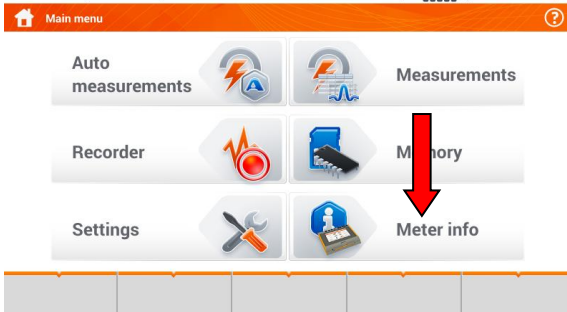 Main menu
?
Auto
measurements
A
Measurements
Recorder
Memory
Settings
Meter info